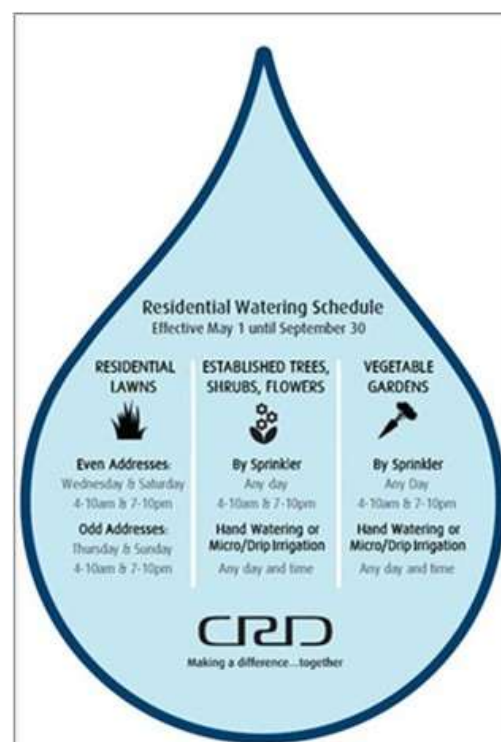 Residential Watering Schedule
Effective May 1 until September 30
RESIDENTIAL
LAWNS
Even Addresses:
Wednesday & Saturday
4-10am & 7-10pm
Odd Addresses:
Thursday & Sunday
4-10am & 7-10pm
ESTABLISHED TREES,
SHRUBS, FLOWERS
By Sprinkler
Any day
4-10am & 7-10pm
Hand Watering or
Micro/Drip Irrigation
Any day and time
VEGETABLE
GARDENS
By Sprinkler
Any Day
4-10am & 7-10pm
Hand Watering or
Micro/Drip Irrigation
Any day and time
CRD
Making a difference...together